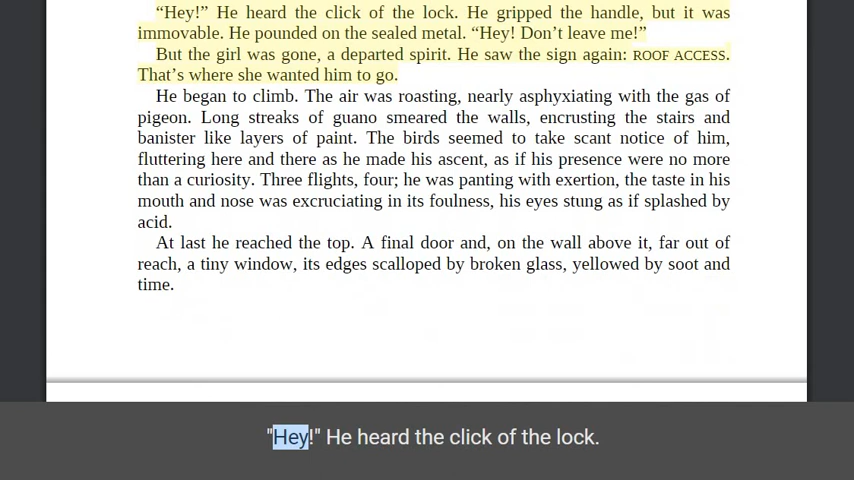 “Hey!” He heard the click of the lock. He gripped the handle, but it was
immovable. He pounded on the sealed metal. “Hey! Don’t leave me!”
But the girl was gone, a departed spirit. He saw the sign again: ROOF ACCESS.
That’s where she wanted him to go.
He began to climb. The air was roasting, nearly asphyxiating with the gas of
pigeon. Long streaks of guano smeared the walls, encrusting the stairs and
banister like layers of paint. The birds seemed to take scant notice of him,
fluttering here and there as he made his ascent, as if his presence were no more
than a curiosity. Three flights, four; he was panting with exertion, the taste in his
mouth and nose was excruciating in its foulness, his eyes stung as if splashed by
acid.
At last he reached the top. A final door and, on the wall above it, far out of
reach, a tiny window, its edges scalloped by broken glass, yellowed by soot and
time.
"Hey!" He heard the click of the lock.